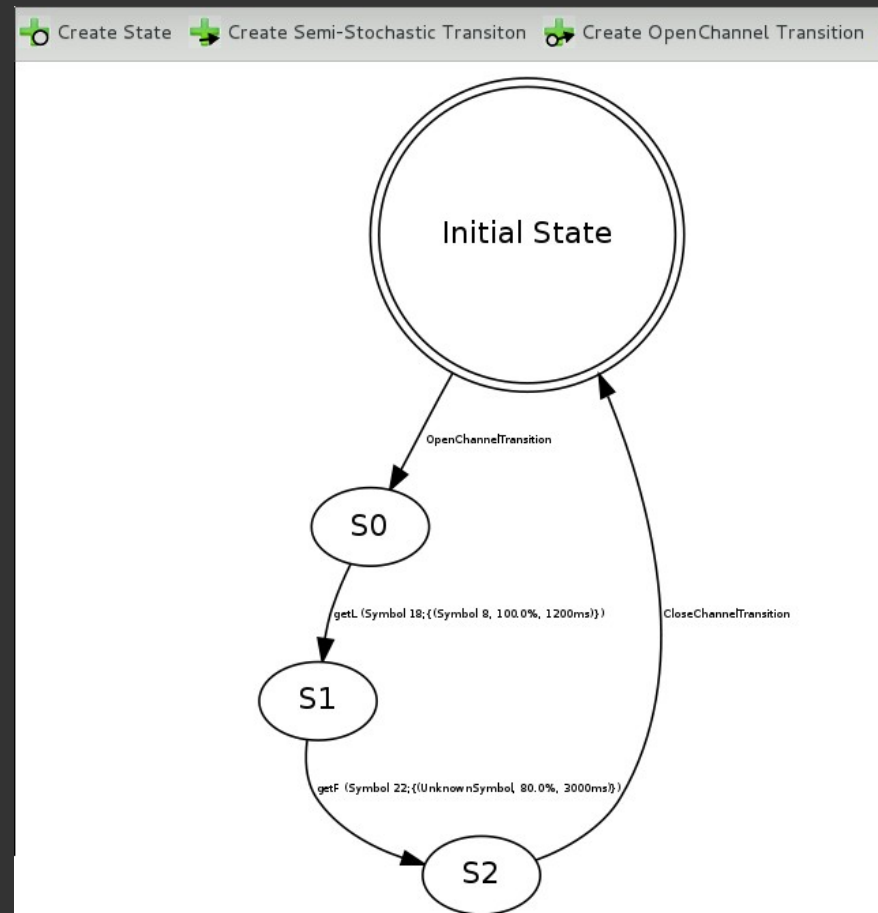 Create State Create Semi-Stochastic Transiton Create OpenChannel Transition
Initial State
OpenChannelTransition
S0
getL (Symbol 18;{(Symbol 8, 100.0%, 1200ms)})
CloseChannelTransition
S1
getF (Symbol 22;{(UnknownSymbol, 80.0%, 3000ms)})
S2